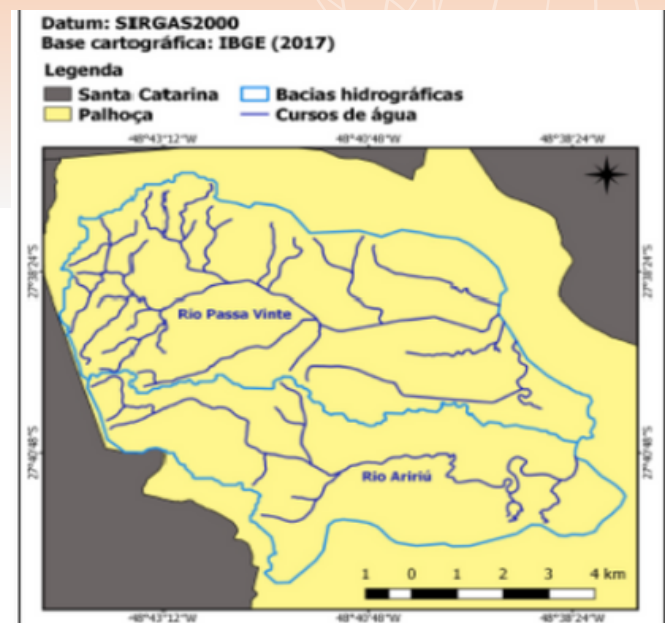 Datum: SIRGAS2000
Base cartográfica: IBGE (2017)
Legenda
Santa Catarina Bacias hidrográficas
Palhoça Cursos de água
48°43'12"W 48°40'48"W 48°38'24"W
27°38'24"S 27°38'24"S
Rio Passa Vinte
27°40'48"S 27°40'48"S
Rio Aririú
1 0 1 2 3 4 km
48°43'12"W 48°40'48"W 48°38'24"W